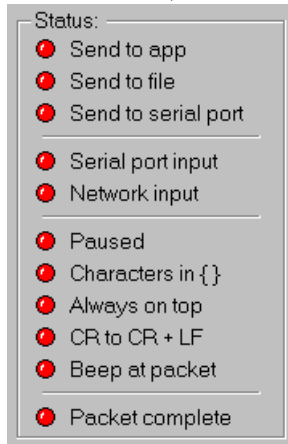 Status:
Send to app
Send to file
Send to serial port
Serial port input
Network input
Paused
Characters in { }
Always on top
CR to CR + LF
Beep at packet
Packet complete